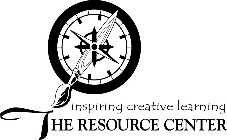 inspiring creative learning
THE RESOURCE CENTER